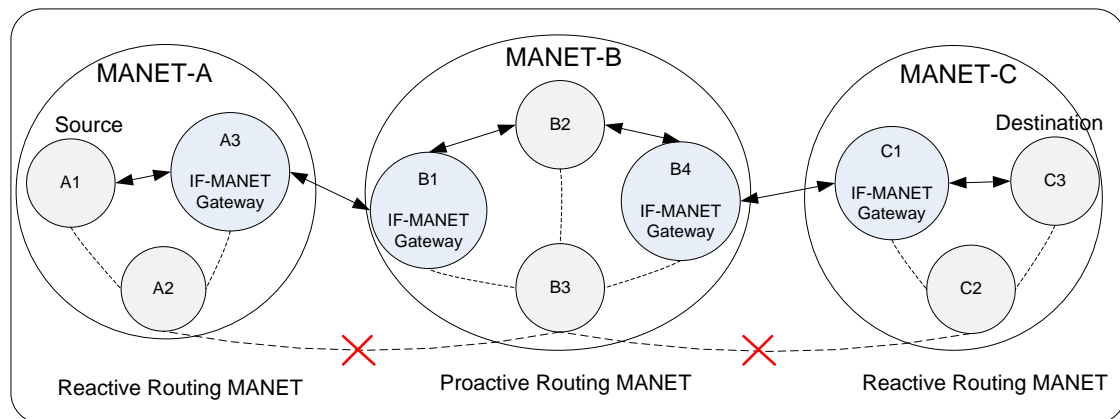 MANET-A
MANET-B
MANET-C
Source
Destination
A1
A3
IF-MANET
Gateway
A2
B1
IF-MANET
Gateway
B2
B3
B4
IF-MANET
Gateway
C1
IF-MANET
Gateway
C3
C2
Reactive Routing MANET
Proactive Routing MANET
Reactive Routing MANET